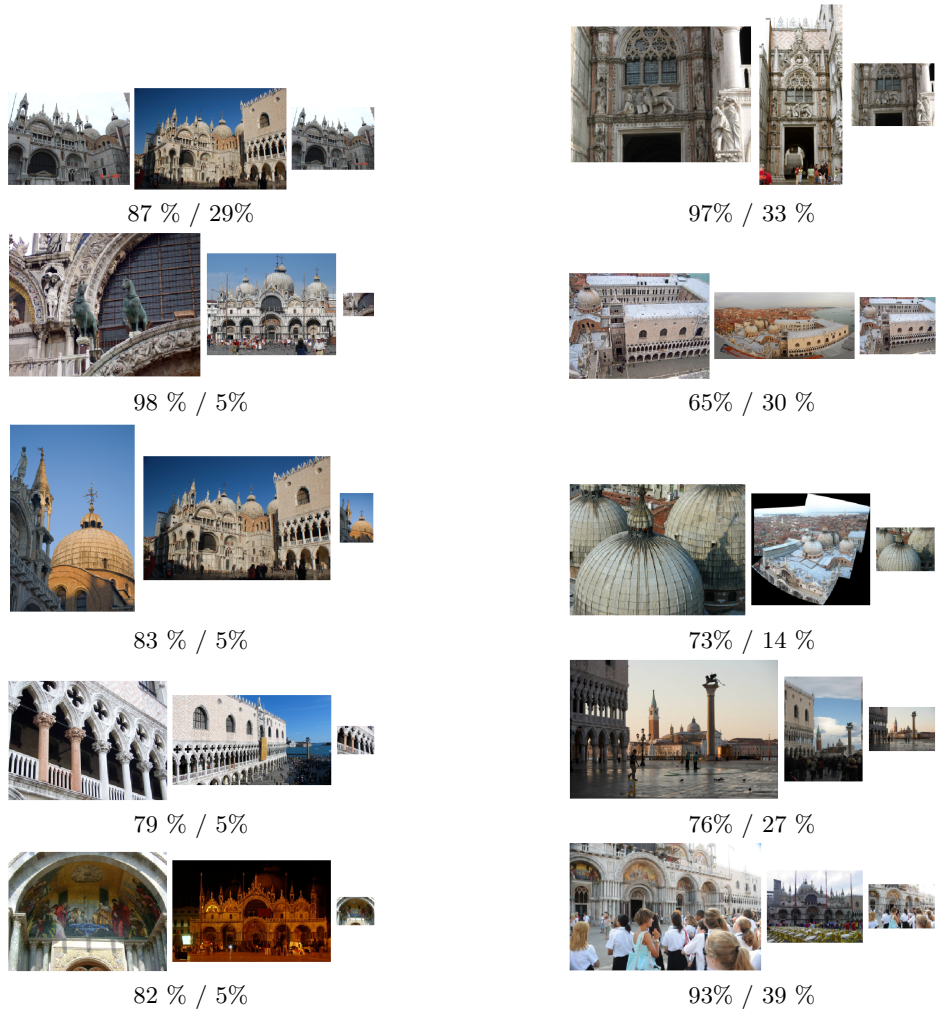 87 % / 29%
97% / 33 %
98 % / 5%
65% / 30 %
83 % / 5%
73% / 14 %
79 % / 5%
76% / 27 %
82 % / 5%
93% / 39 %